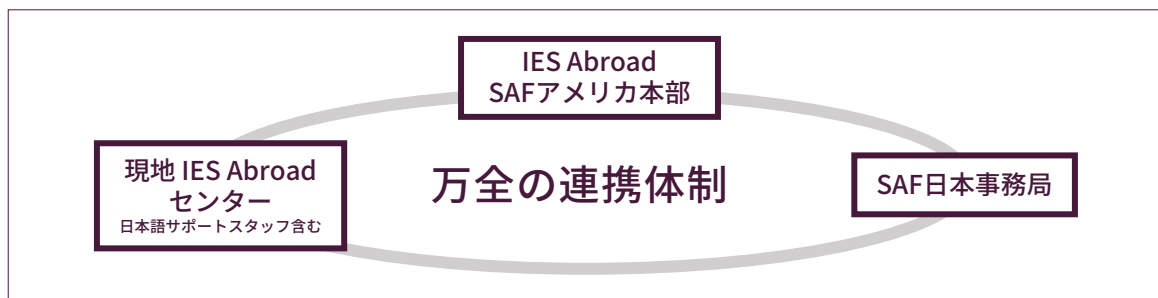 IES Abroad
SAFアメリカ本部
現地 IES Abroad
センター
日本語サポートスタッフ含む
万全の連携体制
SAF日本事務局